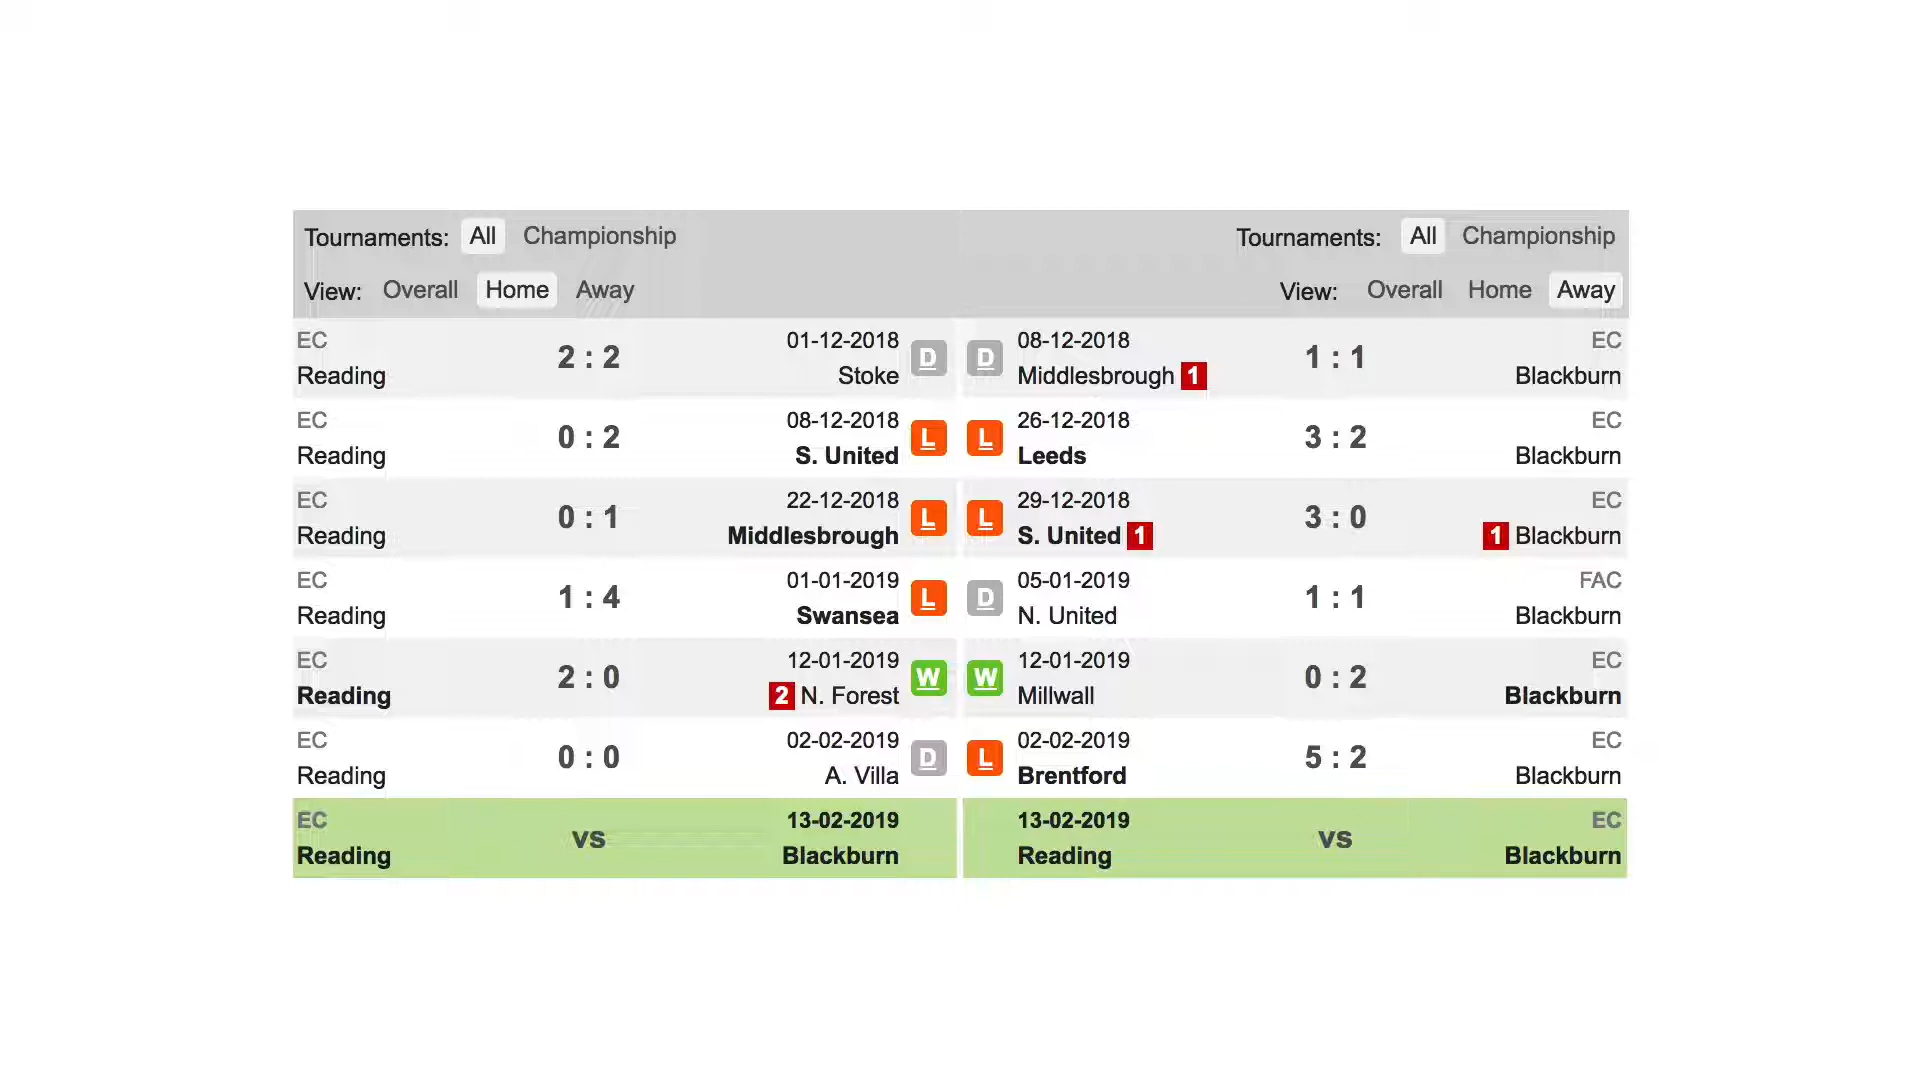 Tournaments: All Championship
View: Overall Home Away
EC 01-12-2018
Reading 2 : 2 Stoke D
EC 08-12-2018
Reading 0 : 2 S. United L
EC 22-12-2018
Reading 0 : 1 Middlesbrough L
EC 01-01-2019
Reading 1 : 4 Swansea L
EC 12-01-2019
Reading 2 : 0 2 N. Forest W
EC 02-02-2019
Reading 0 : 0 A. Villa D
EC 13-02-2019
Reading vs Blackburn
Tournaments: All Championship
View: Overall Home Away
08-12-2018 EC
D Middlesbrough 1 1 : 1 Blackburn
26-12-2018 EC
L Leeds 3 : 2 Blackburn
29-12-2018 EC
L S. United 1 3 : 0 1 Blackburn
05-01-2019 FAC
D N. United 1 : 1 Blackburn
12-01-2019 EC
W Millwall 0 : 2 Blackburn
02-02-2019 EC
L Brentford 5 : 2 Blackburn
13-02-2019 EC
Reading vs Blackburn